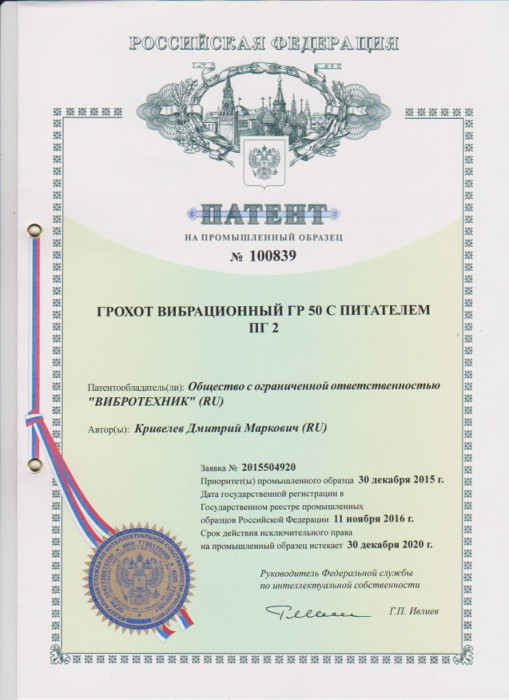 РОССИЙСКАЯ ФЕДЕРАЦИЯ
ПАТЕНТ
НА ПРОМЫШЛЕННЫЙ ОБРАЗЕЦ
№ 100839
ГРОХОТ ВИБРАЦИОННЫЙ ГР 50 С ПИТАТЕЛЕМ
ПГ 2
Патентообладатель(ли): Общество с ограниченной ответственностью
"ВИБРОТЕХНИК" (RU)
Автор(ы): Кривелев Дмитрий Маркович (RU)
Заявка № 2015504920
Приоритет(ы) промышленного образца 30 декабря 2015 г.
Дата государственной регистрации в
Государственном реестре промышленных
образцов Российской Федерации 11 ноября 2016 г.
Срок действия исключительного права
на промышленный образец истекает 30 декабря 2020 г.
Руководитель Федеральной службы
по интеллектуальной собственности
Г.П. Ивлиев